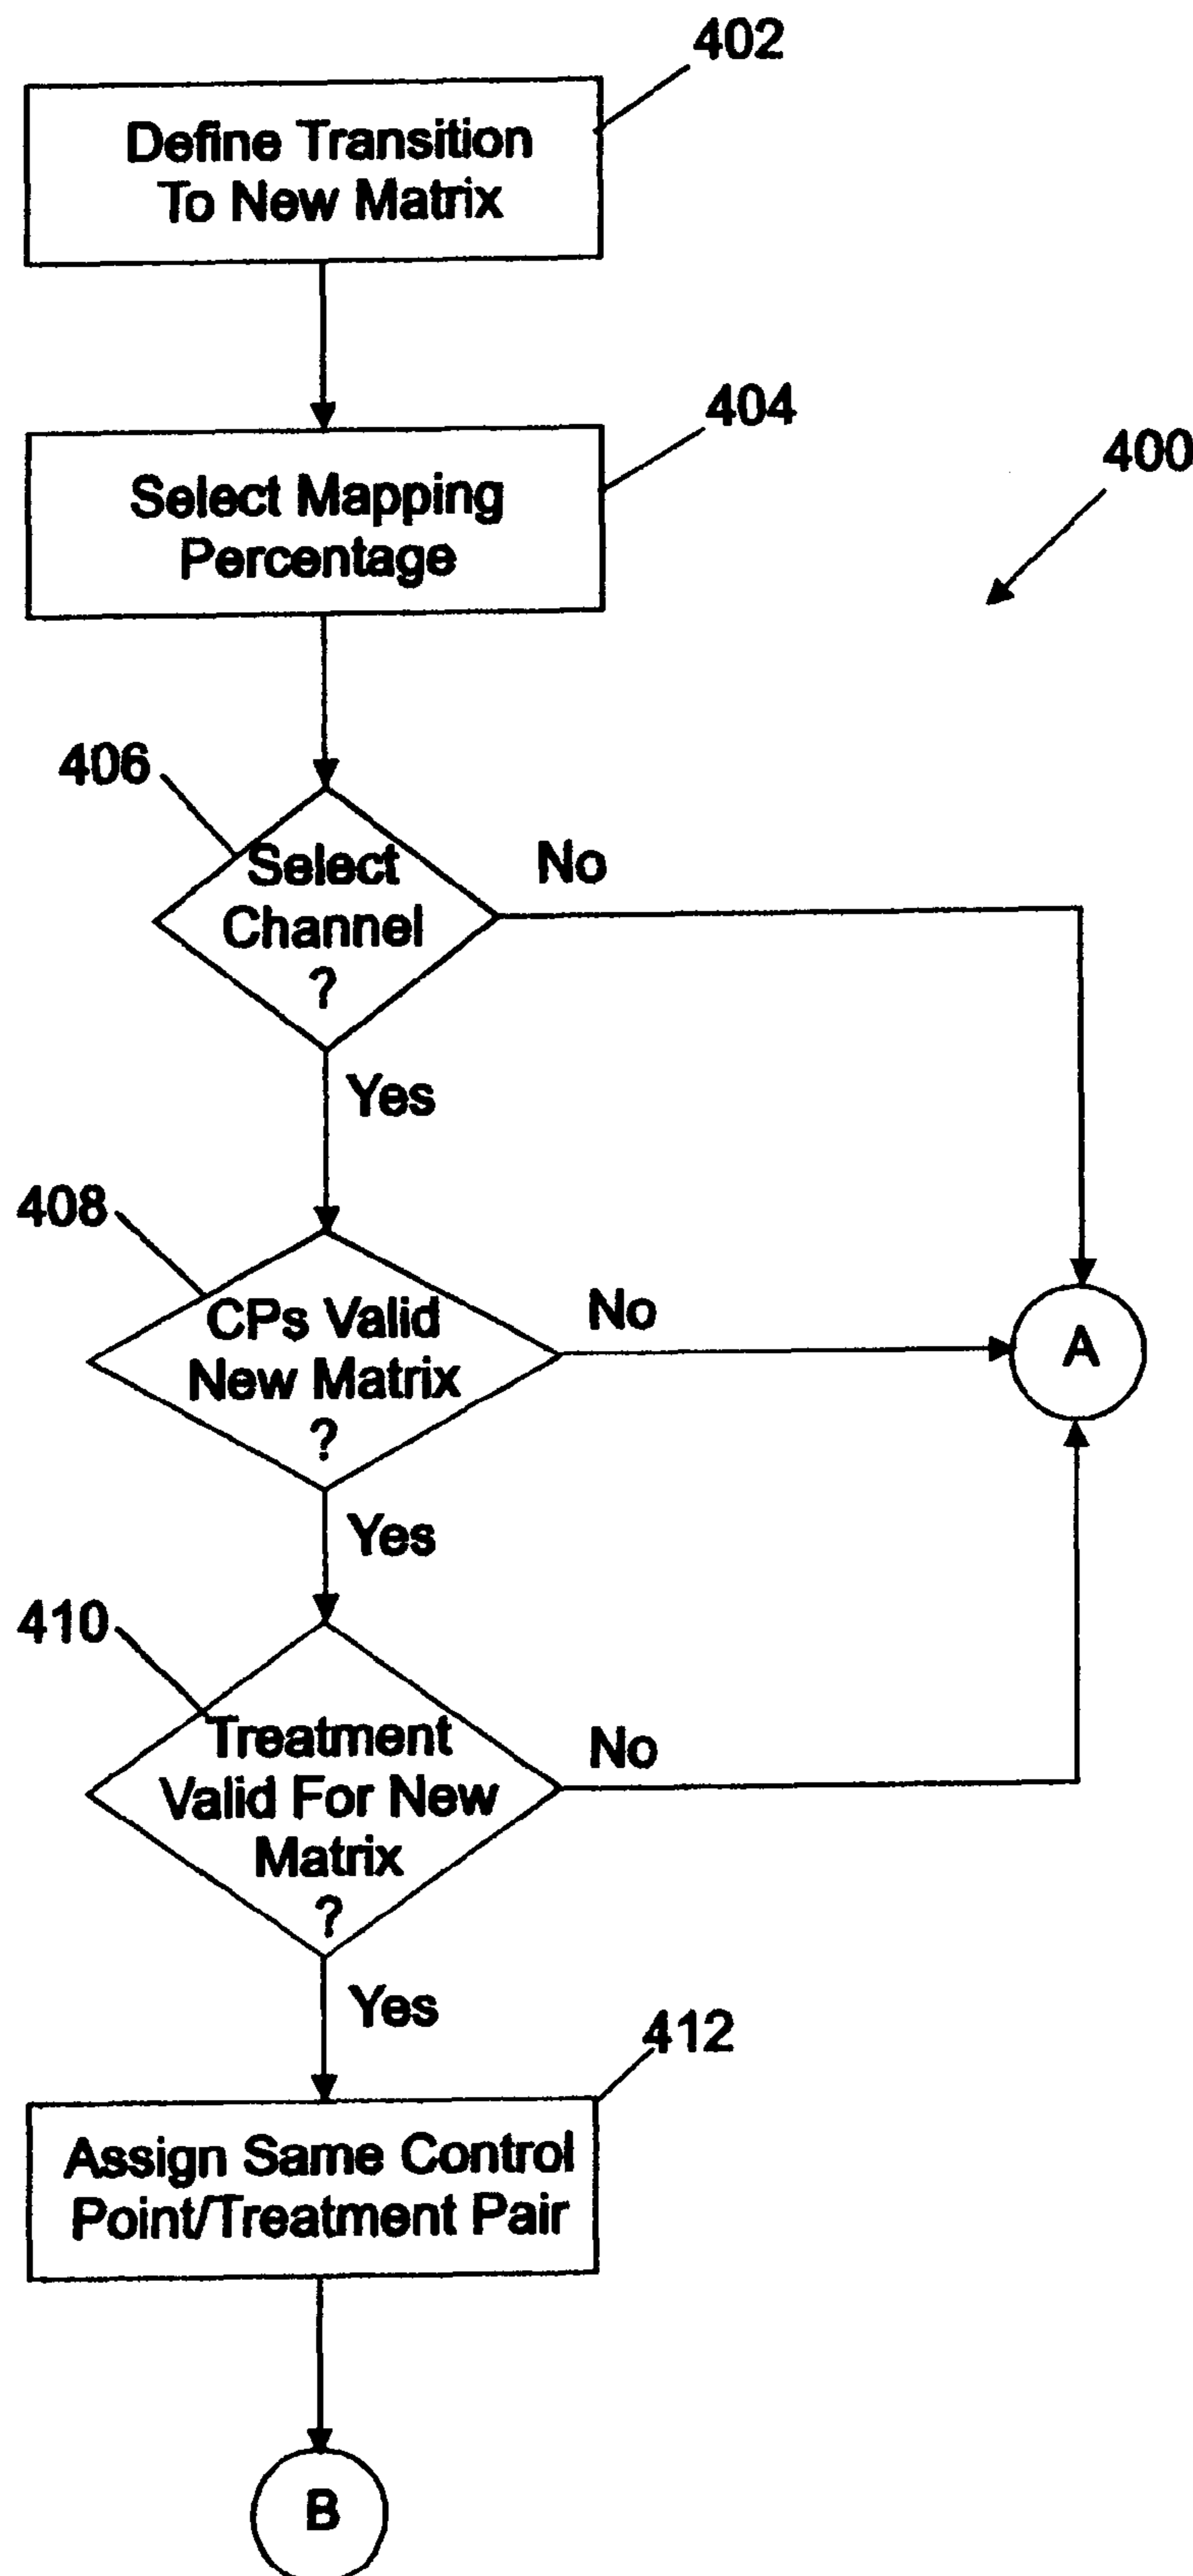 402
Define Transition
To New Matrix
404
400
Select Mapping
Percentage
406
Select
Channel
?
No
Yes
408
CPs Valid
New Matrix
?
No
A
Yes
410
Treatment
Valid For New
Matrix
?
No
Yes
412
Assign Same Control
Point/Treatment Pair
B